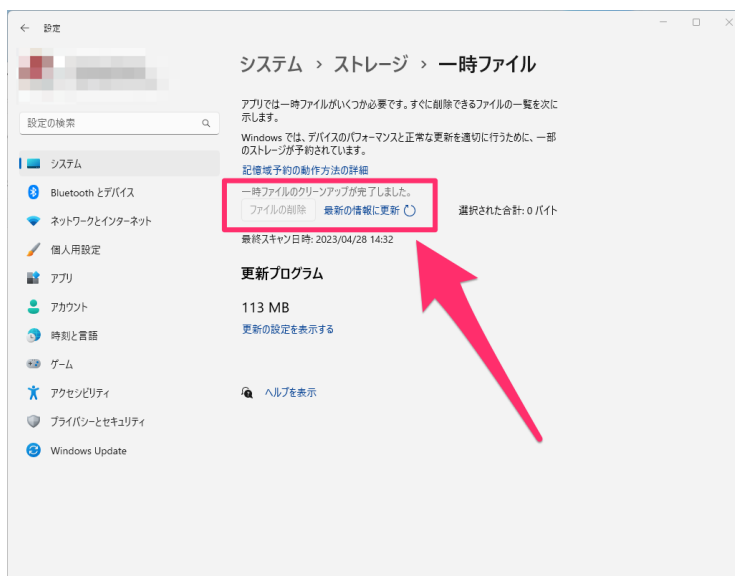 設定
システム › ストレージ › 一時ファイル
アプリでは一時ファイルがいくつか必要です。すぐに削除できるファイルの一覧を次に
示します。
設定の検索
Windows では、デバイスのパフォーマンスと正常な更新を適切に行うために、一部
のストレージが予約されています。
記憶域予約の動作方法の詳細
一時ファイルのクリーンアップが完了しました。
ファイルの削除 最新の情報に更新 選択された合計: 0 バイト
最終スキャン日時: 2023/04/28 14:32
更新プログラム
113 MB
更新の設定を表示する
ヘルプを表示
システム
Bluetooth とデバイス
ネットワークとインターネット
個人用設定
アプリ
アカウント
時刻と言語
ゲーム
アクセシビリティ
プライバシーとセキュリティ
Windows Update